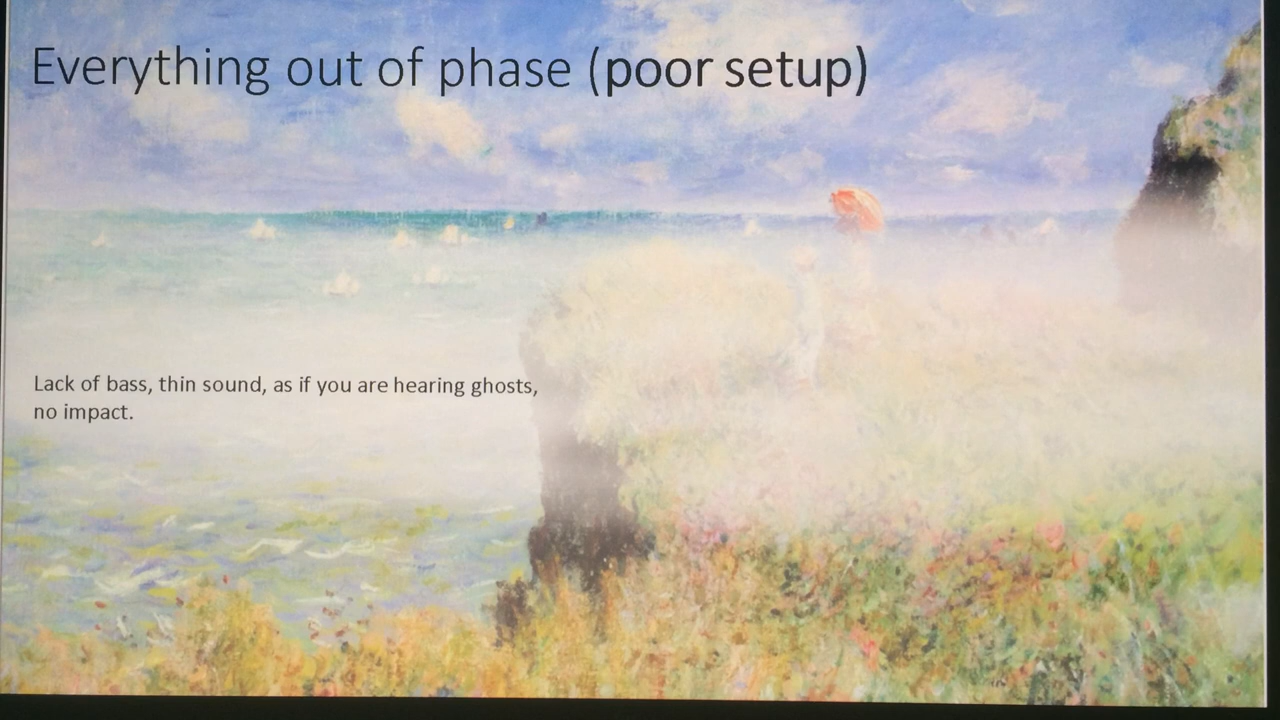 Everything out of phase (poor setup)
Lack of bass, thin sound, as if you are hearing ghosts,
no impact.